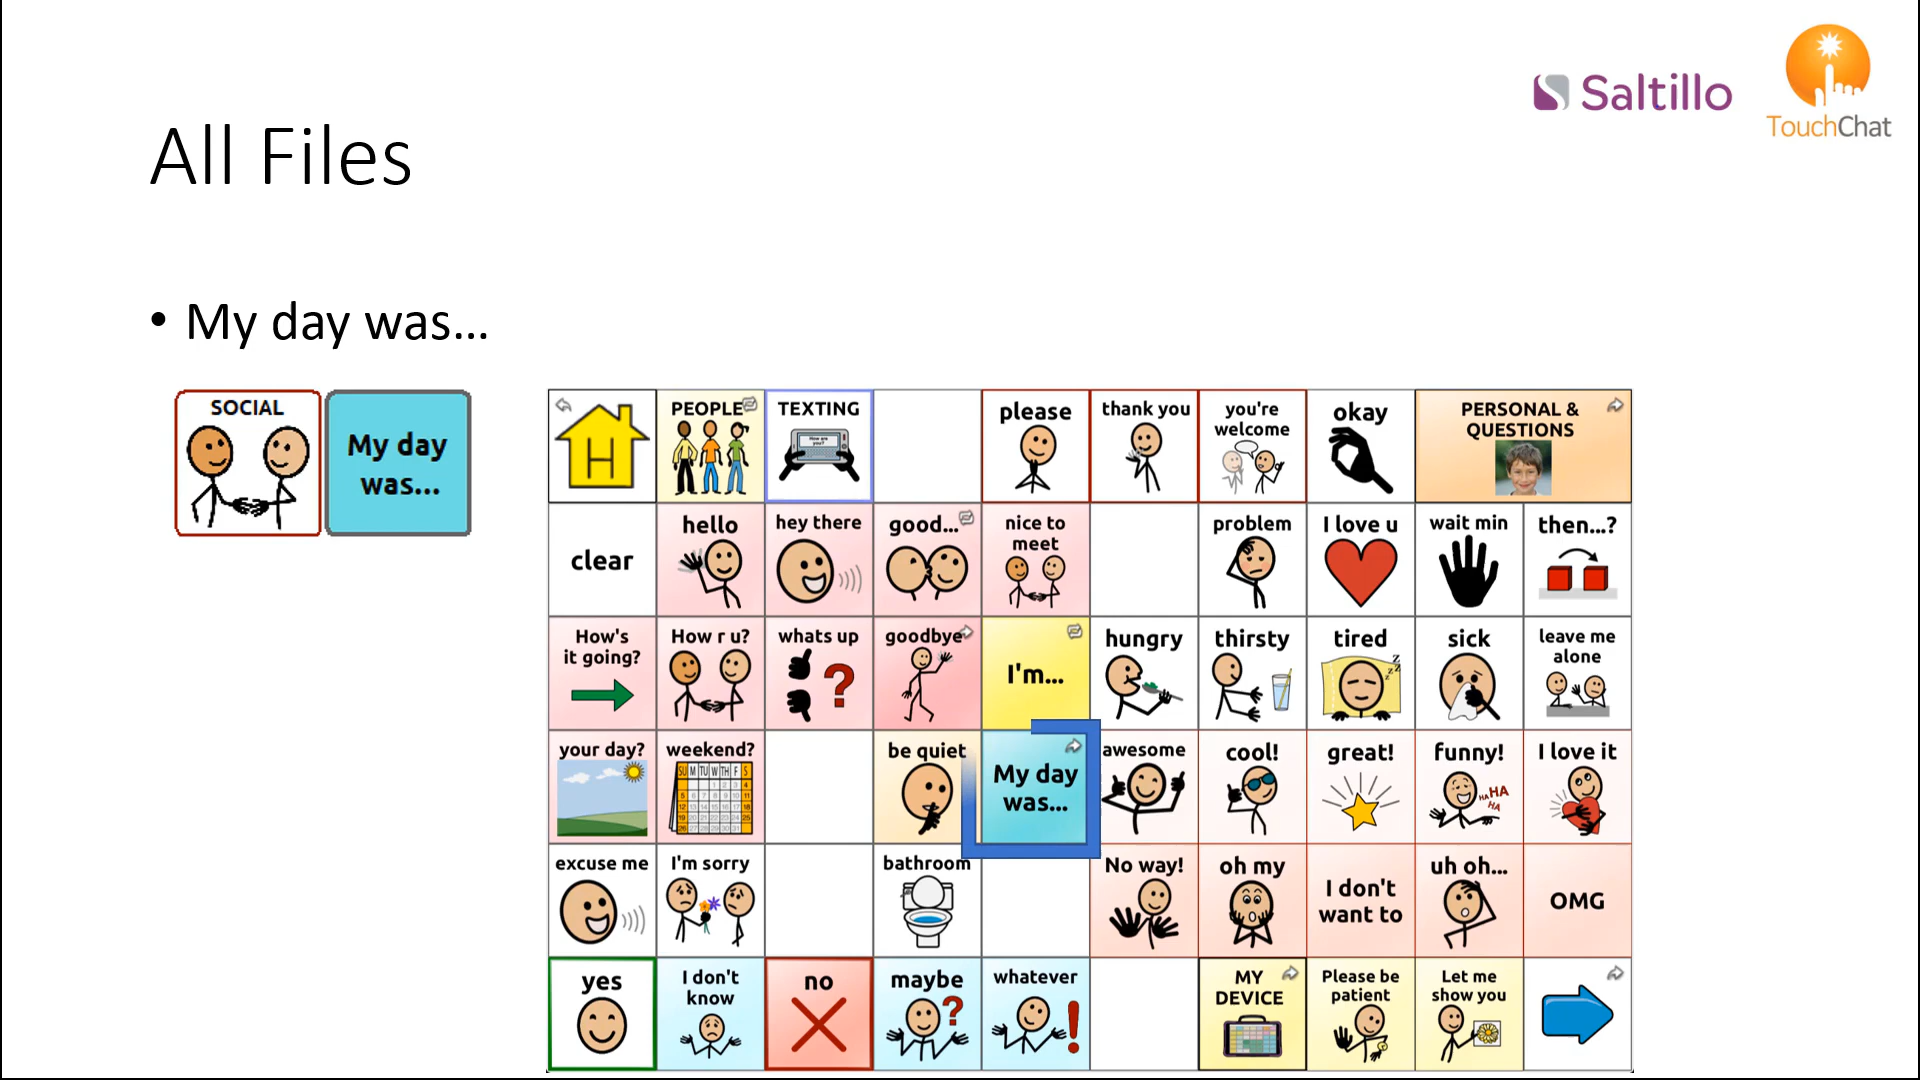 Saltillo
TouchChat
All Files
• My day was...
SOCIAL
My day
was...
H
PEOPLE
TEXTING
please
thank you
you're
welcome
okay
PERSONAL &
QUESTIONS
clear
hello
hey there
good...
nice to
meet
problem
I love u
wait min
then...?
How's
it going?
How r u?
whats up
?
goodbye
I'm...
hungry
thirsty
tired
z z z
sick
leave me
alone
your day?
weekend?
be quiet
My day
was...
awesome
cool!
great!
funny!
HA HA
HA
I love it
excuse me
I'm sorry
bathroom
No way!
oh my
I don't
want to
uh oh...
OMG
yes
I don't
know
no
maybe
?
whatever
!
MY
DEVICE
Please be
patient
Let me
show you